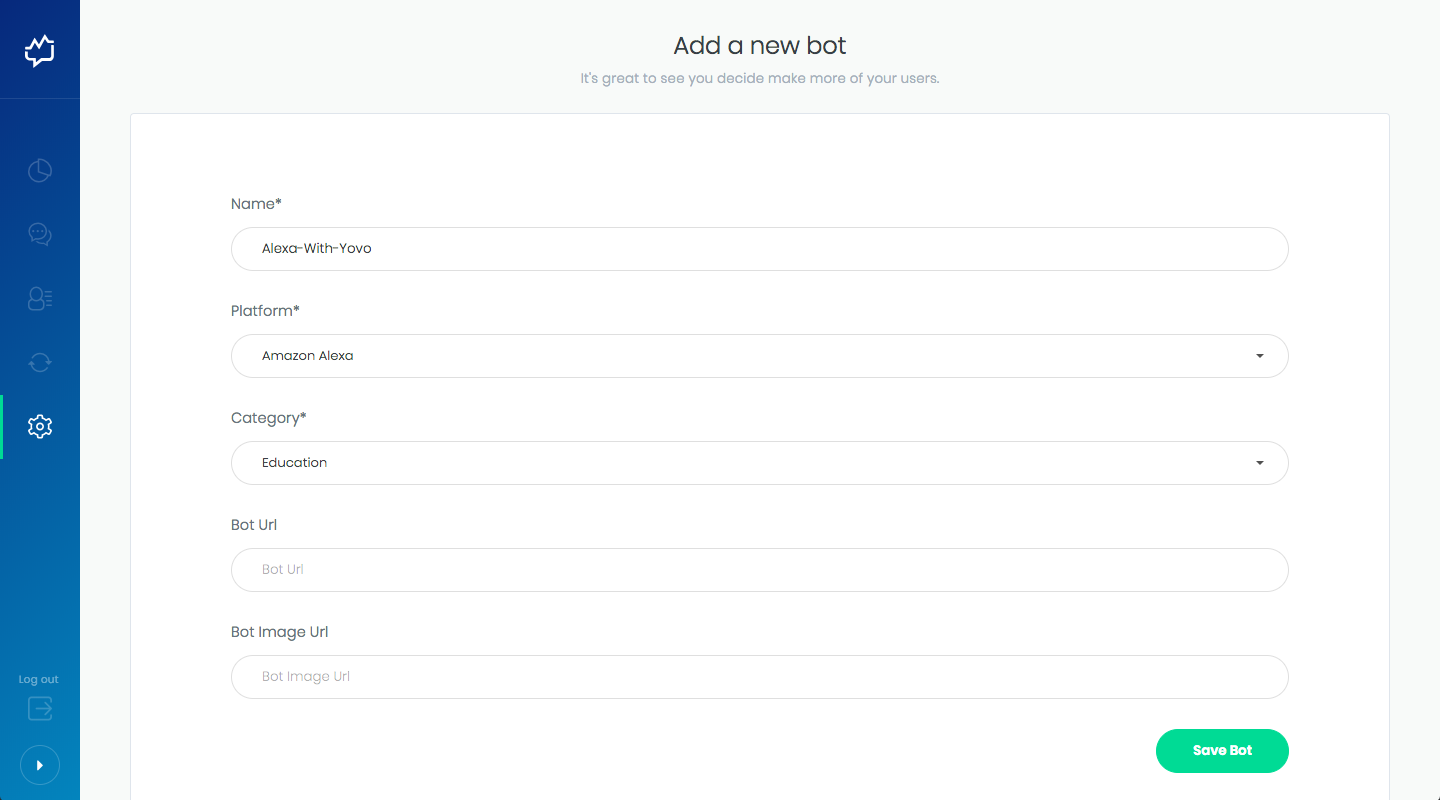 Add a new bot
It's great to see you decide make more of your users.
Name*
Alexa-With-Yovo
Platform*
Amazon Alexa
Category*
Education
Bot Url
Bot Url
Bot Image Url
Bot Image Url
Save Bot
Log out